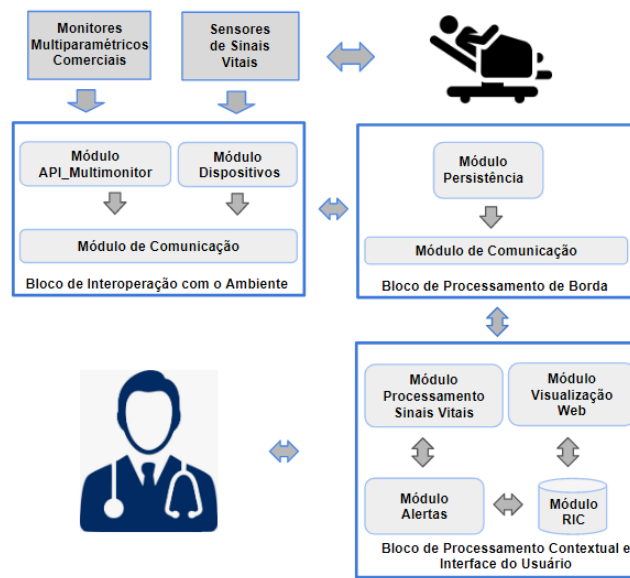 Monitores
Multiparamétricos
Comerciais
Sensores
de Sinais
Vitais
Módulo
API_Multimonitor
Módulo
Dispositivos
Módulo de Comunicação
Bloco de Interoperação com o Ambiente
Módulo
Persistência
Módulo de Comunicação
Bloco de Processamento de Borda
Módulo
Processamento
Sinais Vitais
Módulo
Visualização
Web
Módulo
Alertas
Módulo
RIC
Bloco de Processamento Contextual e
Interface do Usuário